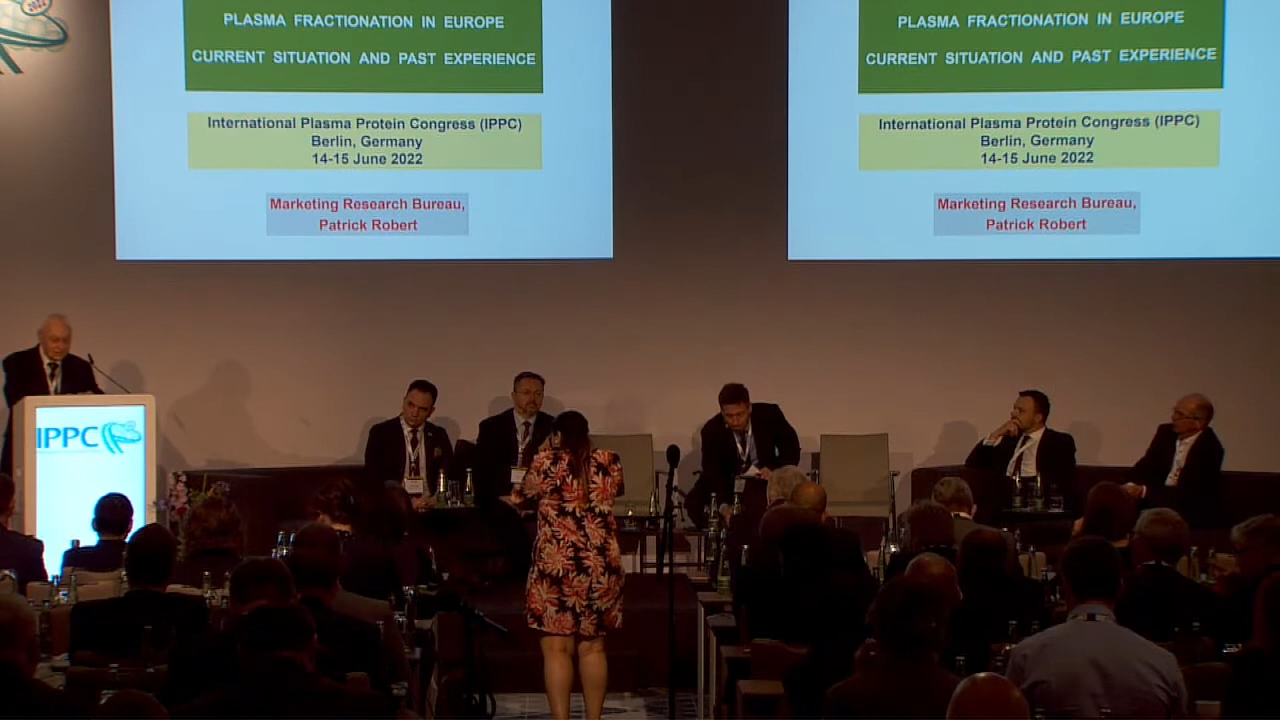 PLASMA FRACTIONATION IN EUROPE
CURRENT SITUATION AND PAST EXPERIENCE
International Plasma Protein Congress (IPPC)
Berlin, Germany
14-15 June 2022
Marketing Research Bureau,
Patrick Robert
PLASMA FRACTIONATION IN EUROPE
CURRENT SITUATION AND PAST EXPERIENCE
International Plasma Protein Congress (IPPC)
Berlin, Germany
14-15 June 2022
Marketing Research Bureau,
Patrick Robert
IPPC